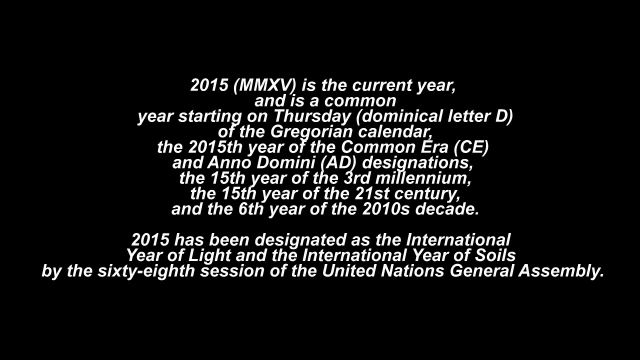 2015 (MMXV) is the current year,
and is a common
year starting on Thursday (dominical letter D)
of the Gregorian calendar,
the 2015th year of the Common Era (CE)
and Anno Domini (AD) designations,
the 15th year of the 3rd millennium,
the 15th year of the 21st century,
and the 6th year of the 2010s decade.
2015 has been designated as the International
Year of Light and the International Year of Soils
by the sixty-eighth session of the United Nations General Assembly.